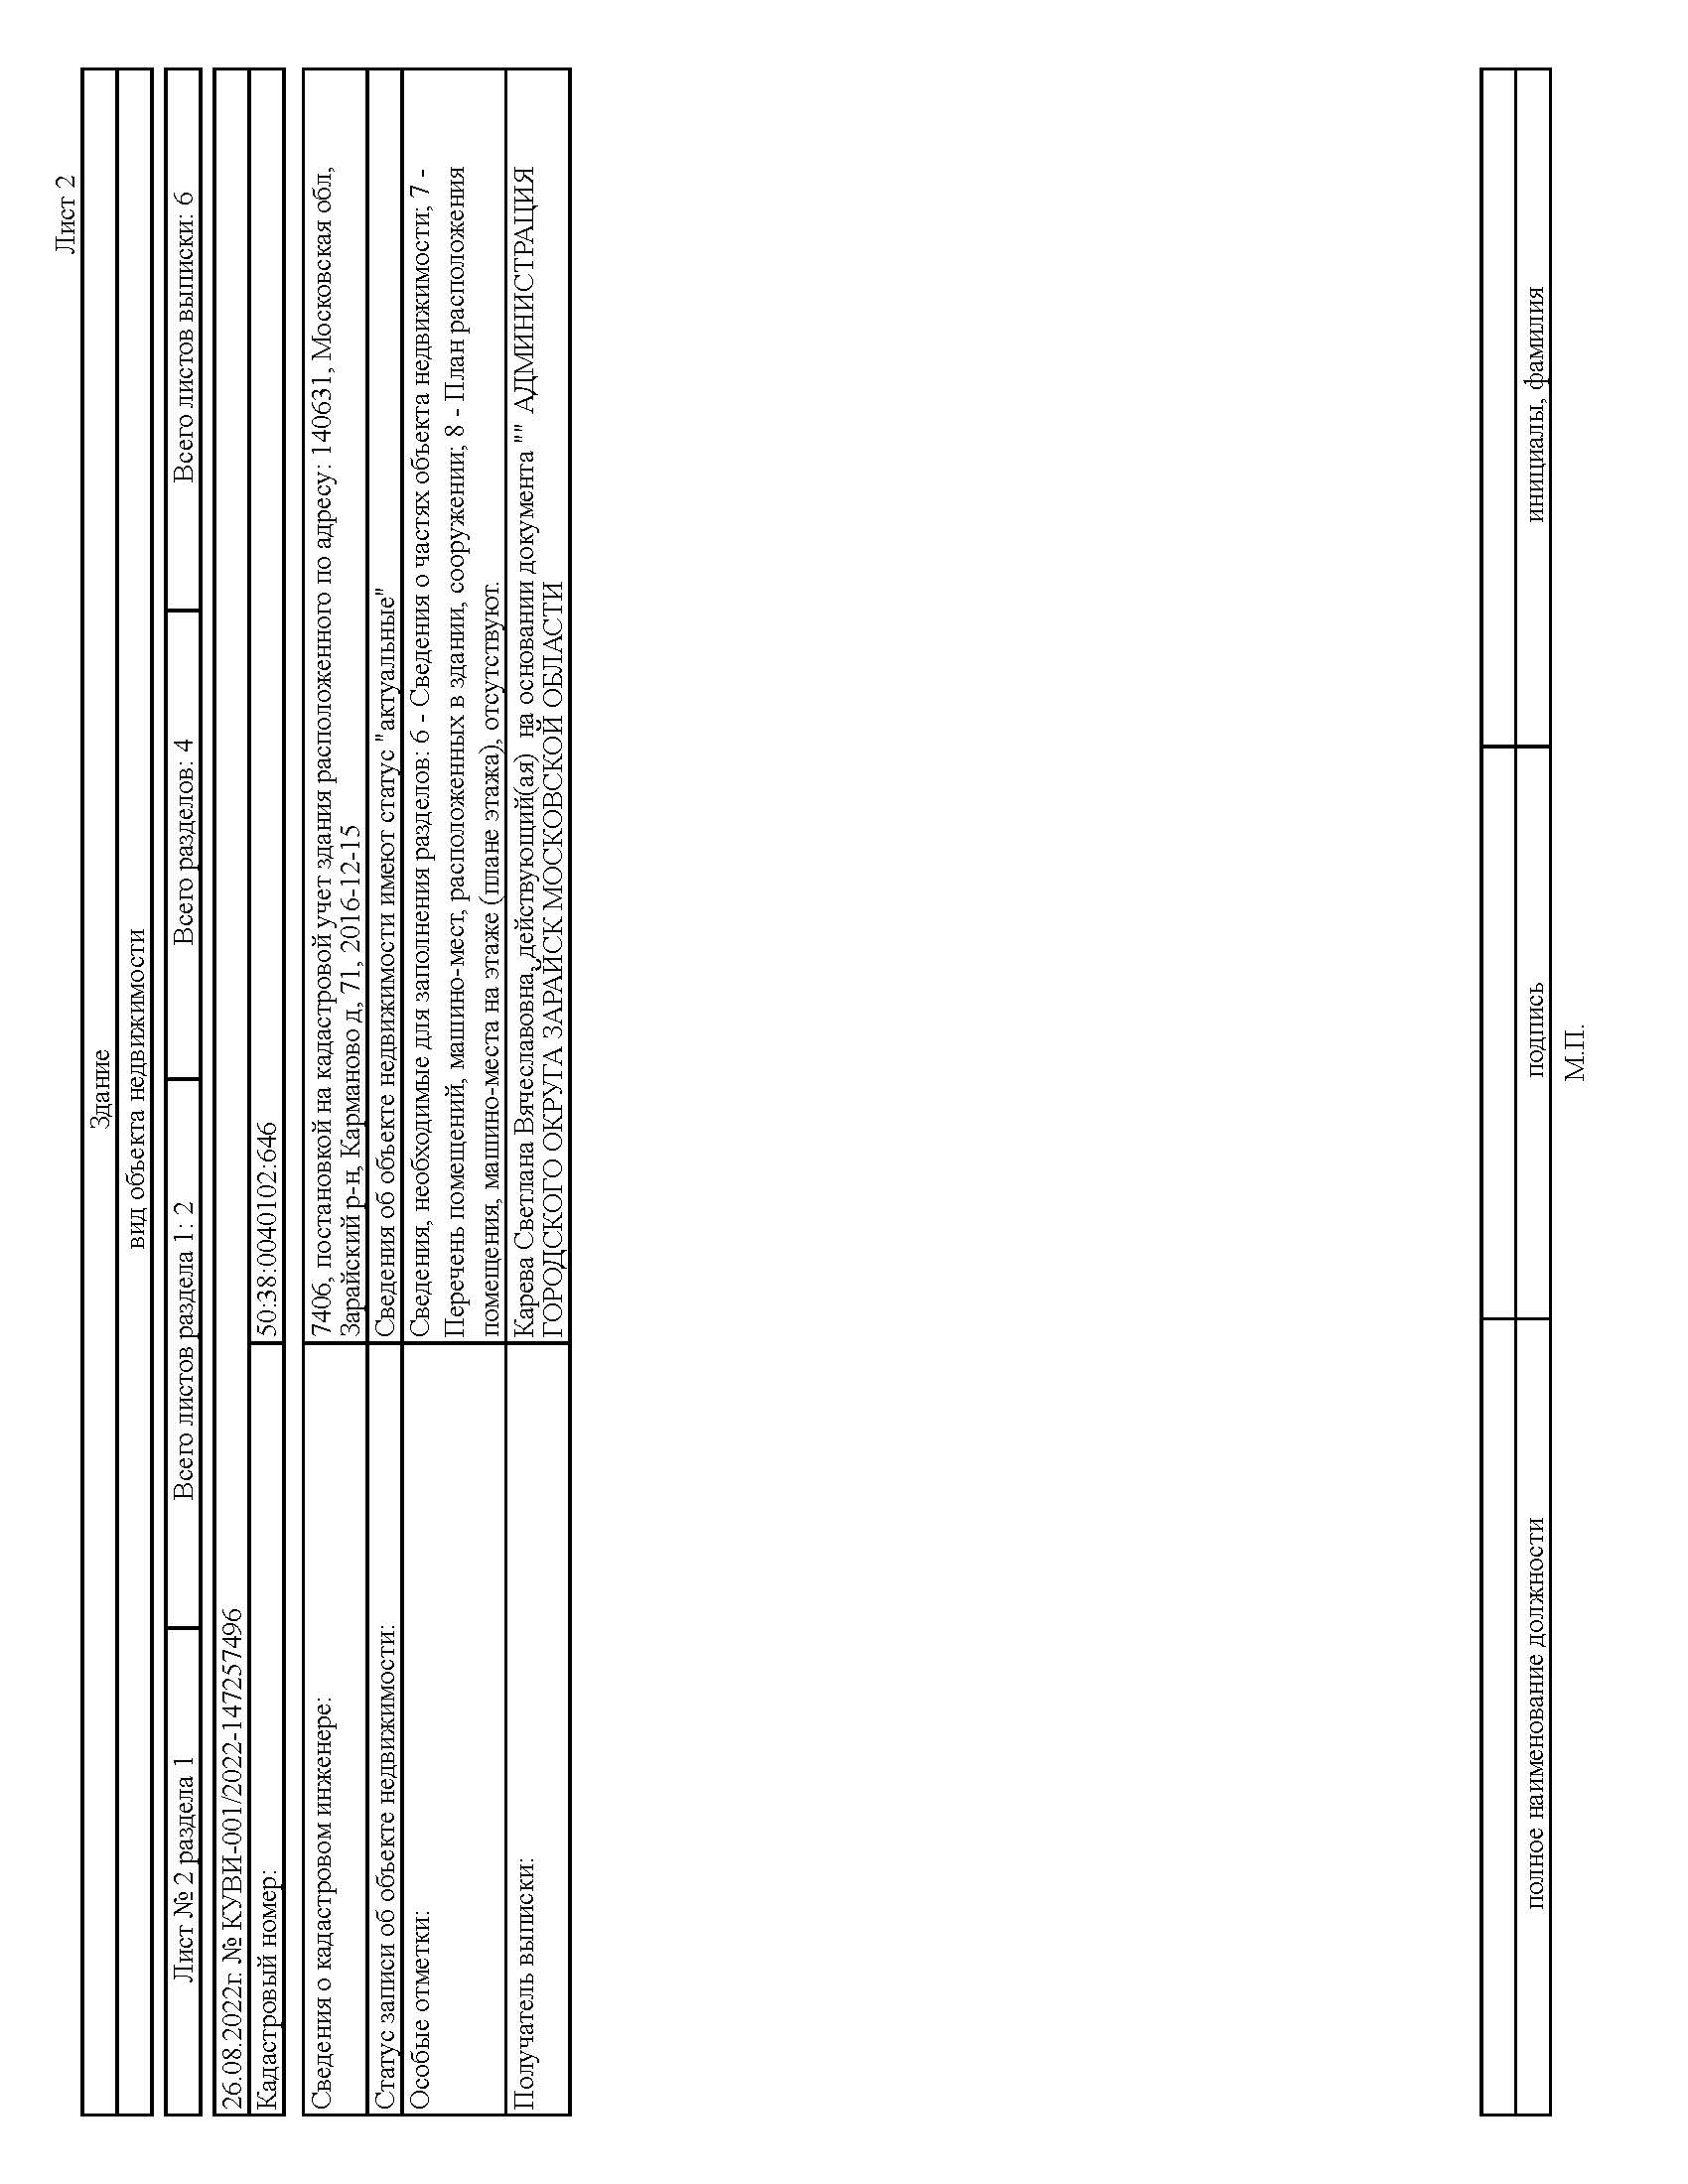 Лист 2
Здание
вид объекта недвижимости
Лист № 2 раздела 1 Всего листов раздела 1: 2 Всего разделов: 4 Всего листов выписки: 6
26.08.2022г. № КУВИ-001/2022-147257496
Кадастровый номер: 50:38:0040102:646
Сведения о кадастровом инженере: 7406, постановкой на кадастровой учет здания расположенного по адресу: 140631, Московская обл,
Зарайский р-н, Карманово д, 71, 2016-12-15
Статус записи об объекте недвижимости: Сведения об объекте недвижимости имеют статус "актуальные"
Особые отметки: Сведения, необходимые для заполнения разделов: 6 - Сведения о частях объекта недвижимости; 7 -
Перечень помещений, машино-мест, расположенных в здании, сооружении; 8 - План расположения
помещения, машино-места на этаже (плане этажа), отсутствуют.
Получатель выписки: Карева Светлана Вячеславовна, действующий(ая) на основании документа "" АДМИНИСТРАЦИЯ
ГОРОДСКОГО ОКРУГА ЗАРАЙСК МОСКОВСКОЙ ОБЛАСТИ
полное наименование должности подпись инициалы, фамилия
М.П.